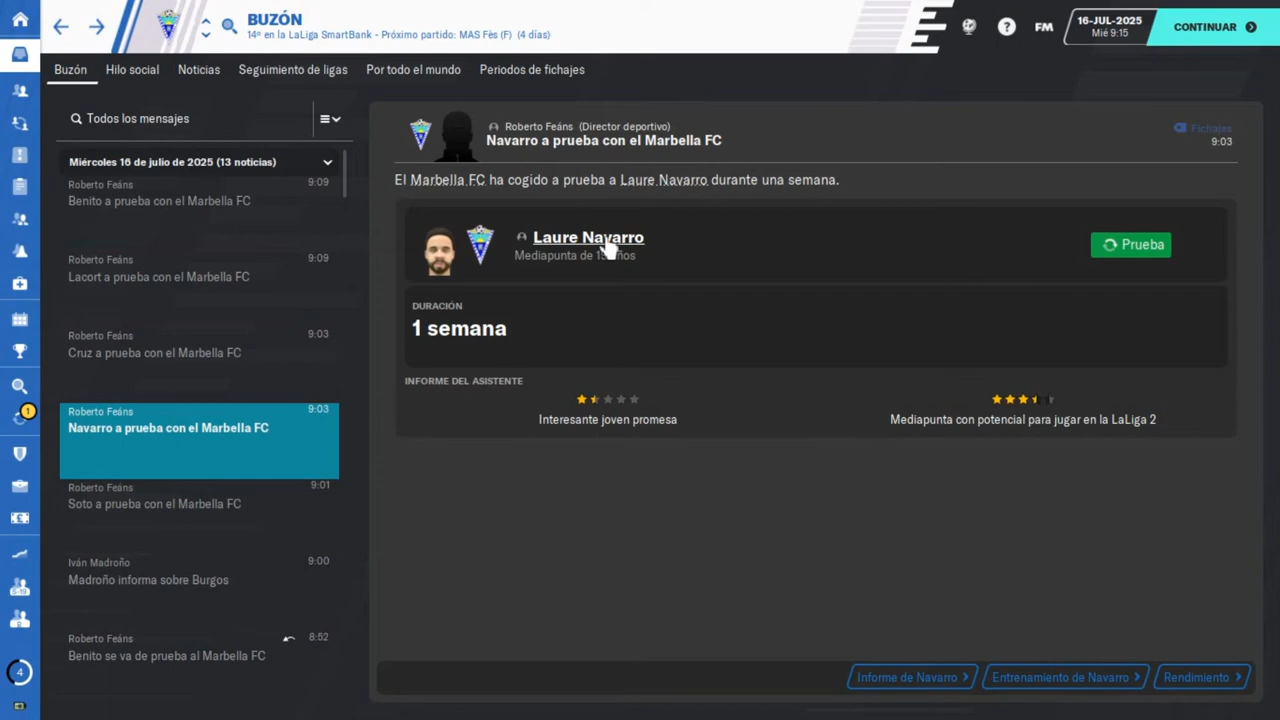 BUZÓN
14º en la LaLiga SmartBank - Próximo partido: MAS Fès (F) (4 días)
FM
16-JUL-2025
Mié 9:15
CONTINUAR
Buzón
Hilo social
Noticias
Seguimiento de ligas
Por todo el mundo
Periodos de fichajes
Todos los mensajes
Miércoles 16 de julio de 2025 (13 noticias)
Roberto Feáns 9:09
Benito a prueba con el Marbella FC
Roberto Feáns 9:09
Lacort a prueba con el Marbella FC
Roberto Feáns 9:03
Cruz a prueba con el Marbella FC
Roberto Feáns 9:03
Navarro a prueba con el Marbella FC
Roberto Feáns 9:01
Soto a prueba con el Marbella FC
Iván Madroño 9:00
Madroño informa sobre Burgos
Roberto Feáns 8:52
Benito se va de prueba al Marbella FC
1
4
Roberto Feáns (Director deportivo)
Navarro a prueba con el Marbella FC
Fichajes
9:03
El Marbella FC ha cogido a prueba a Laure Navarro durante una semana.
Laure Navarro
Mediapunta de
Prueba
DURACIÓN
1 semana
INFORME DEL ASISTENTE
Interesante joven promesa
Mediapunta con potencial para jugar en la LaLiga 2
Informe de Navarro
Entrenamiento de Navarro
Rendimiento